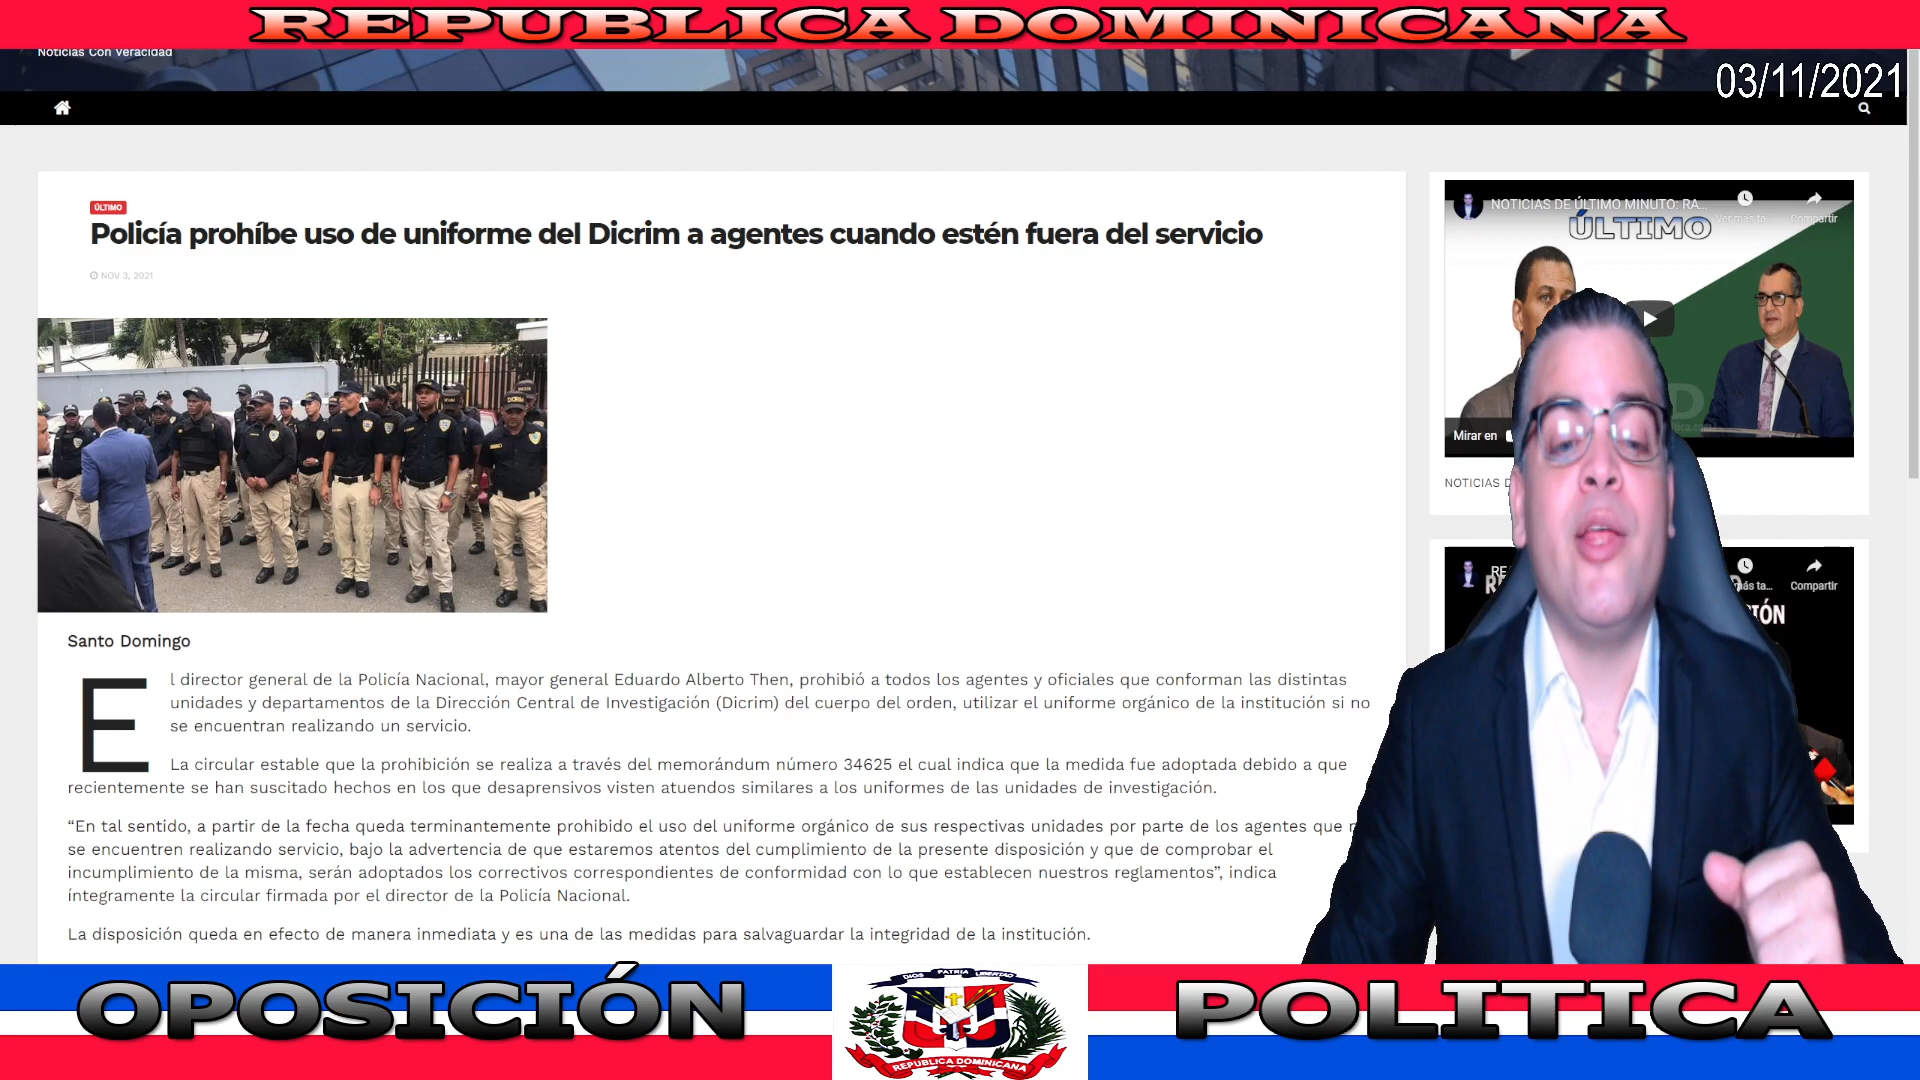 REPUBLICA DOMINICANA
Noticias Con Veracidad
03/11/2021
ÚLTIMO
Policía prohíbe uso de uniforme del Dicrim a agentes cuando estén fuera del servicio
NOV 3, 2021
NOTICIAS DE ÚLTIMO MINUTO: RA...
Ver más ta...
Compartir
ÚLTIMO
Mirar en
NOTICIAS
más ta...
Compartir
Santo Domingo
El director general de la Policía Nacional, mayor general Eduardo Alberto Then, prohibió a todos los agentes y oficiales que conforman las distintas
unidades y departamentos de la Dirección Central de Investigación (Dicrim) del cuerpo del orden, utilizar el uniforme orgánico de la institución si no
se encuentran realizando un servicio.
La circular estable que la prohibición se realiza a través del memorándum número 34625 el cual indica que la medida fue adoptada debido a que
recientemente se han suscitado hechos en los que desaprensivos visten atuendos similares a los uniformes de las unidades de investigación.
“En tal sentido, a partir de la fecha queda terminantemente prohibido el uso del uniforme orgánico de sus respectivas unidades por parte de los agentes que
se encuentren realizando servicio, bajo la advertencia de que estaremos atentos del cumplimiento de la presente disposición y que de comprobar el
incumplimiento de la misma, serán adoptados los correctivos correspondientes de conformidad con lo que establecen nuestros reglamentos”, indica
íntegramente la circular firmada por el director de la Policía Nacional.
La disposición queda en efecto de manera inmediata y es una de las medidas para salvaguardar la integridad de la institución.
OPOSICIÓN
DIOS PATRIA LIBERTAD
REPUBLICA DOMINICANA
POLITICA